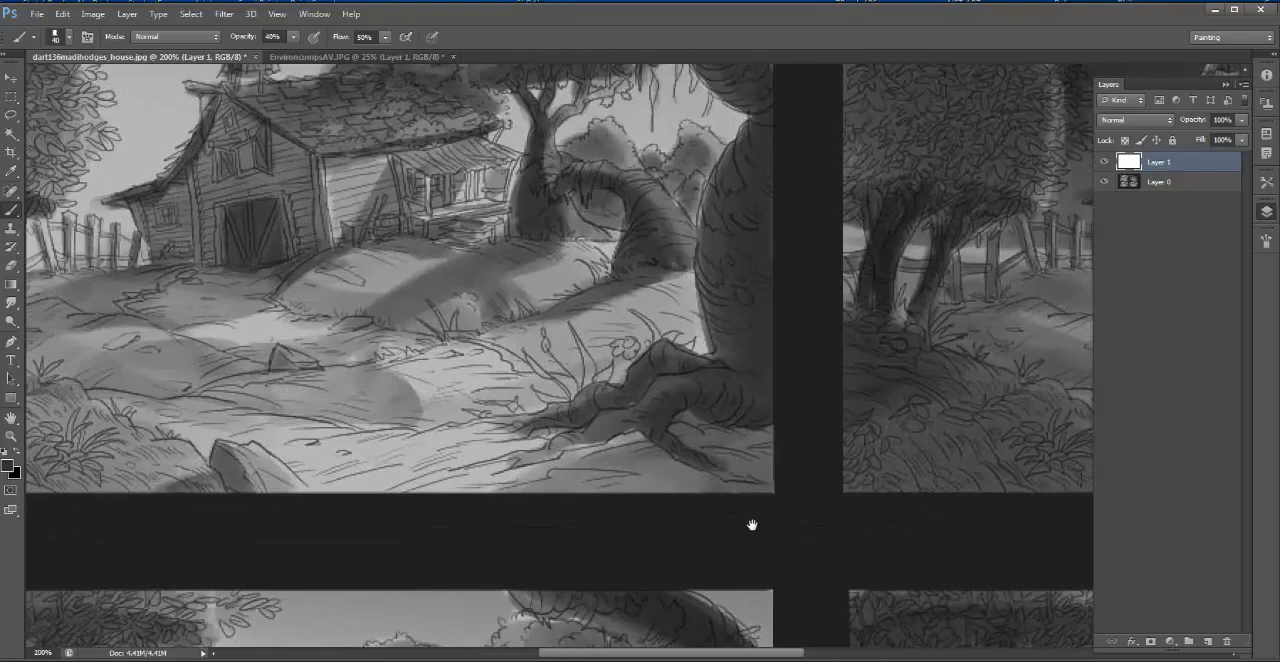 Ps File Edit Image Layer Type Select Filter 3D View Window Help
40 Mode: Normal Opacity: 40% Flow: 50% Painting
dart136madihodges_house.jpg @ 200% (Layer 1, RGB/8) * × EnvironcompsAV.JPG @ 25% (Layer 1, RGB/8) * ×
Layers
Kind
Normal Opacity: 100%
Lock: Fill: 100%
Layer 1
Layer 0
200% Doc: 4.41M/4.41M